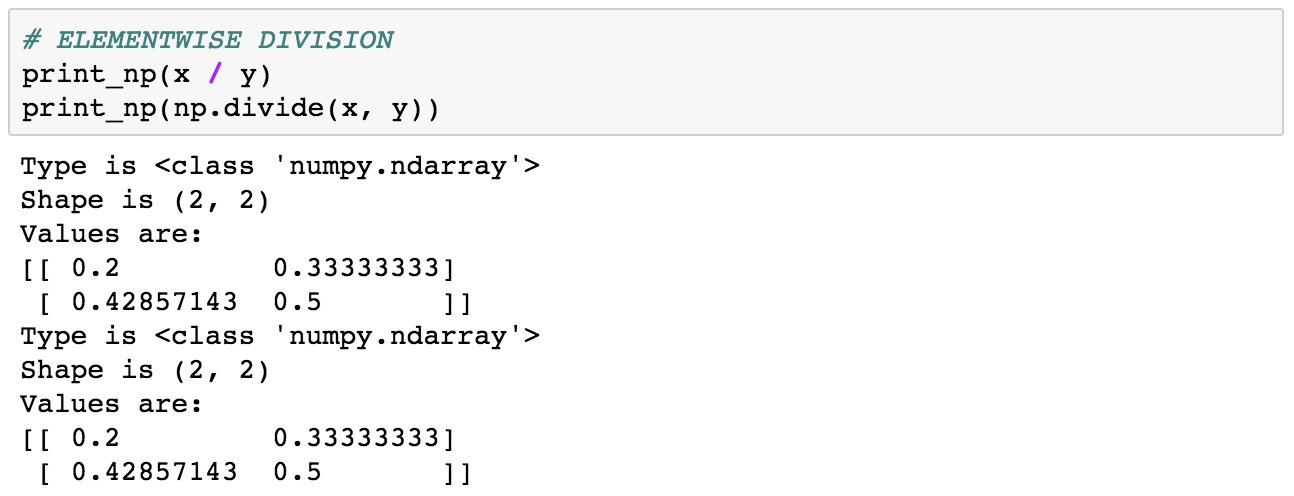 # ELEMENTWISE DIVISION
print_np(x / y)
print_np(np.divide(x, y))
Type is <class 'numpy.ndarray'>
Shape is (2, 2)
Values are:
[[ 0.2         0.33333333]
 [ 0.42857143  0.5       ]]
Type is <class 'numpy.ndarray'>
Shape is (2, 2)
Values are:
[[ 0.2         0.33333333]
 [ 0.42857143  0.5       ]]